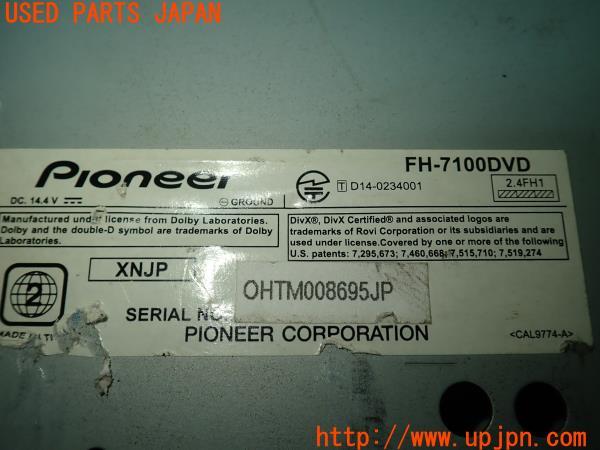 USED PARTS JAPAN
Pioneer
FH-7100DVD
DC. 14.4 V
GROUND
T D14-0234001
2.4FH1
Manufactured under license from Dolby Laboratories.
Dolby and the double-D symbol are trademarks of Dolby
Laboratories.
DivX®, DivX Certified® and associated logos are
trademarks of Rovi Corporation or its subsidiaries and are
used under license.Covered by one or more of the following
U.S. patents: 7,295,673; 7,460,668; 7,515,710; 7,519,274
2
XNJP
SERIAL NO.
OHTM008695JP
MADE IN
PIONEER CORPORATION
<CAL9774-A>
UPJ
http://www.upjpn.com/